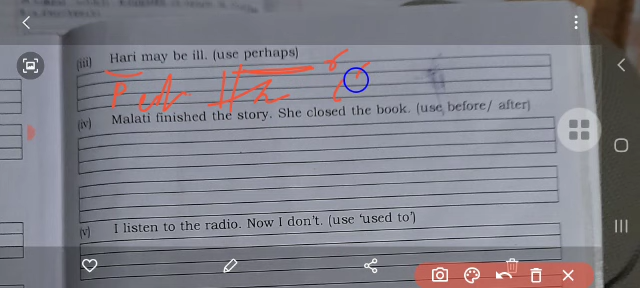 (iii) Hari may be ill. (use perhaps)
(iv) Malati finished the story. She closed the book. (use before/ after)
(v) I listen to the radio. Now I don't. (use 'used to')